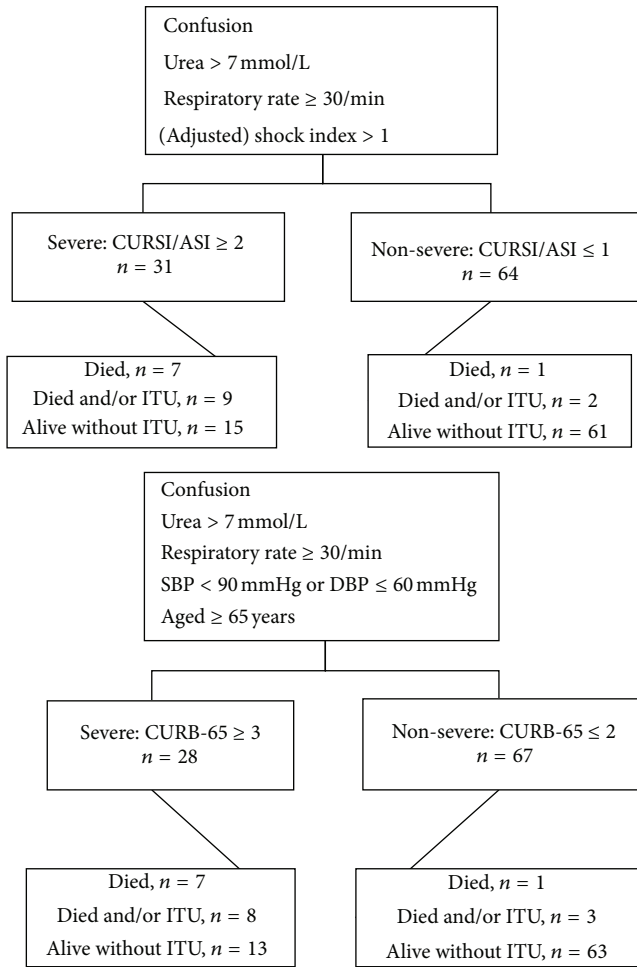 Confusion
Urea > 7 mmol/L
Respiratory rate ≥ 30/min
(Adjusted) shock index > 1
Severe: CURSI/ASI ≥ 2
n = 31
Non-severe: CURSI/ASI ≤ 1
n = 64
Died, n = 7
Died and/or ITU, n = 9
Alive without ITU, n = 15
Died, n = 1
Died and/or ITU, n = 2
Alive without ITU, n = 61
Confusion
Urea > 7 mmol/L
Respiratory rate ≥ 30/min
SBP < 90 mmHg or DBP ≤ 60 mmHg
Aged ≥ 65 years
Severe: CURB-65 ≥ 3
n = 28
Non-severe: CURB-65 ≤ 2
n = 67
Died, n = 7
Died and/or ITU, n = 8
Alive without ITU, n = 13
Died, n = 1
Died and/or ITU, n = 3
Alive without ITU, n = 63